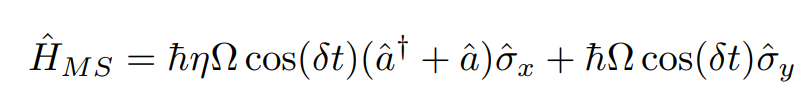 Ĥ_{MS} = ħηΩ cos(δt)(â† + â)σ̂_x + ħΩ cos(δt)σ̂_y